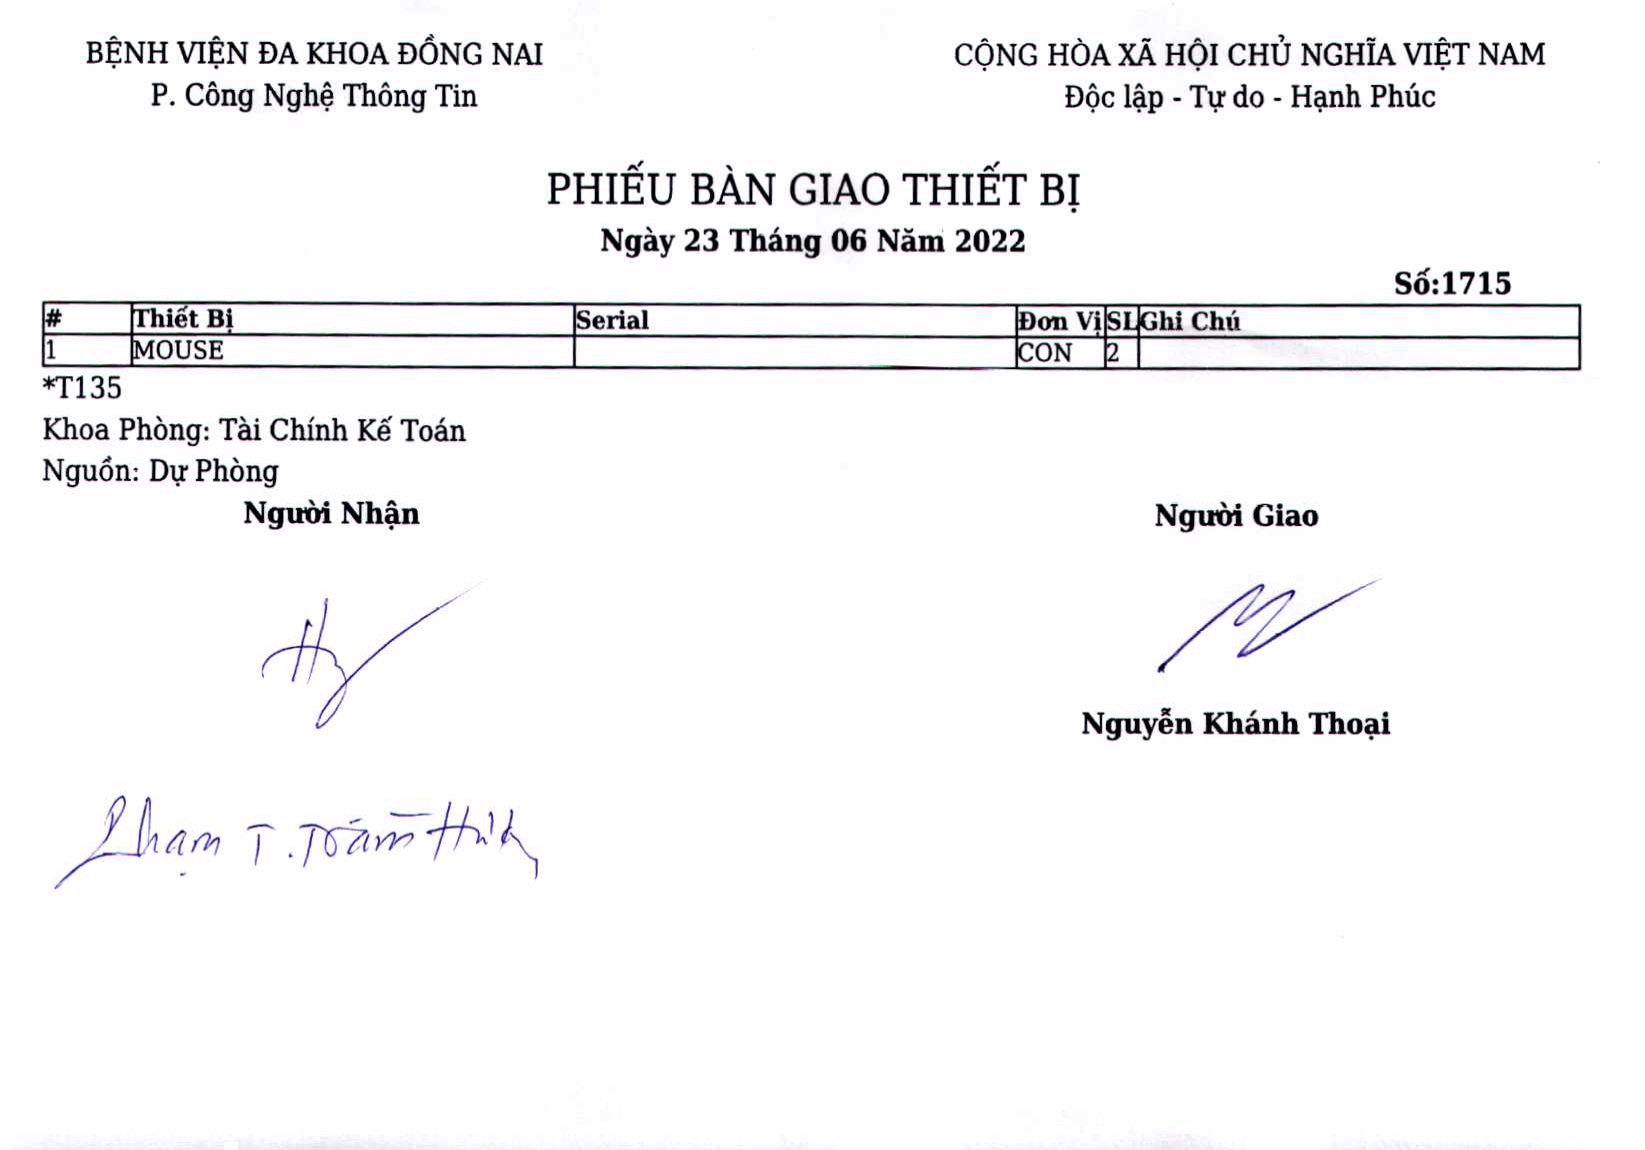 BỆNH VIỆN ĐA KHOA ĐỒNG NAI
P. Công Nghệ Thông Tin
CỘNG HÒA XÃ HỘI CHỦ NGHĨA VIỆT NAM
Độc lập - Tự do - Hạnh Phúc
PHIẾU BÀN GIAO THIẾT BỊ
Ngày 23 Tháng 06 Năm 2022
Số:1715
# Thiết Bị Serial Đơn Vị SL Ghi Chú
1 MOUSE CON 2
*T135
Khoa Phòng: Tài Chính Kế Toán
Nguồn: Dự Phòng
Người Nhận
Người Giao
Nguyễn Khánh Thoại
Phạm T.